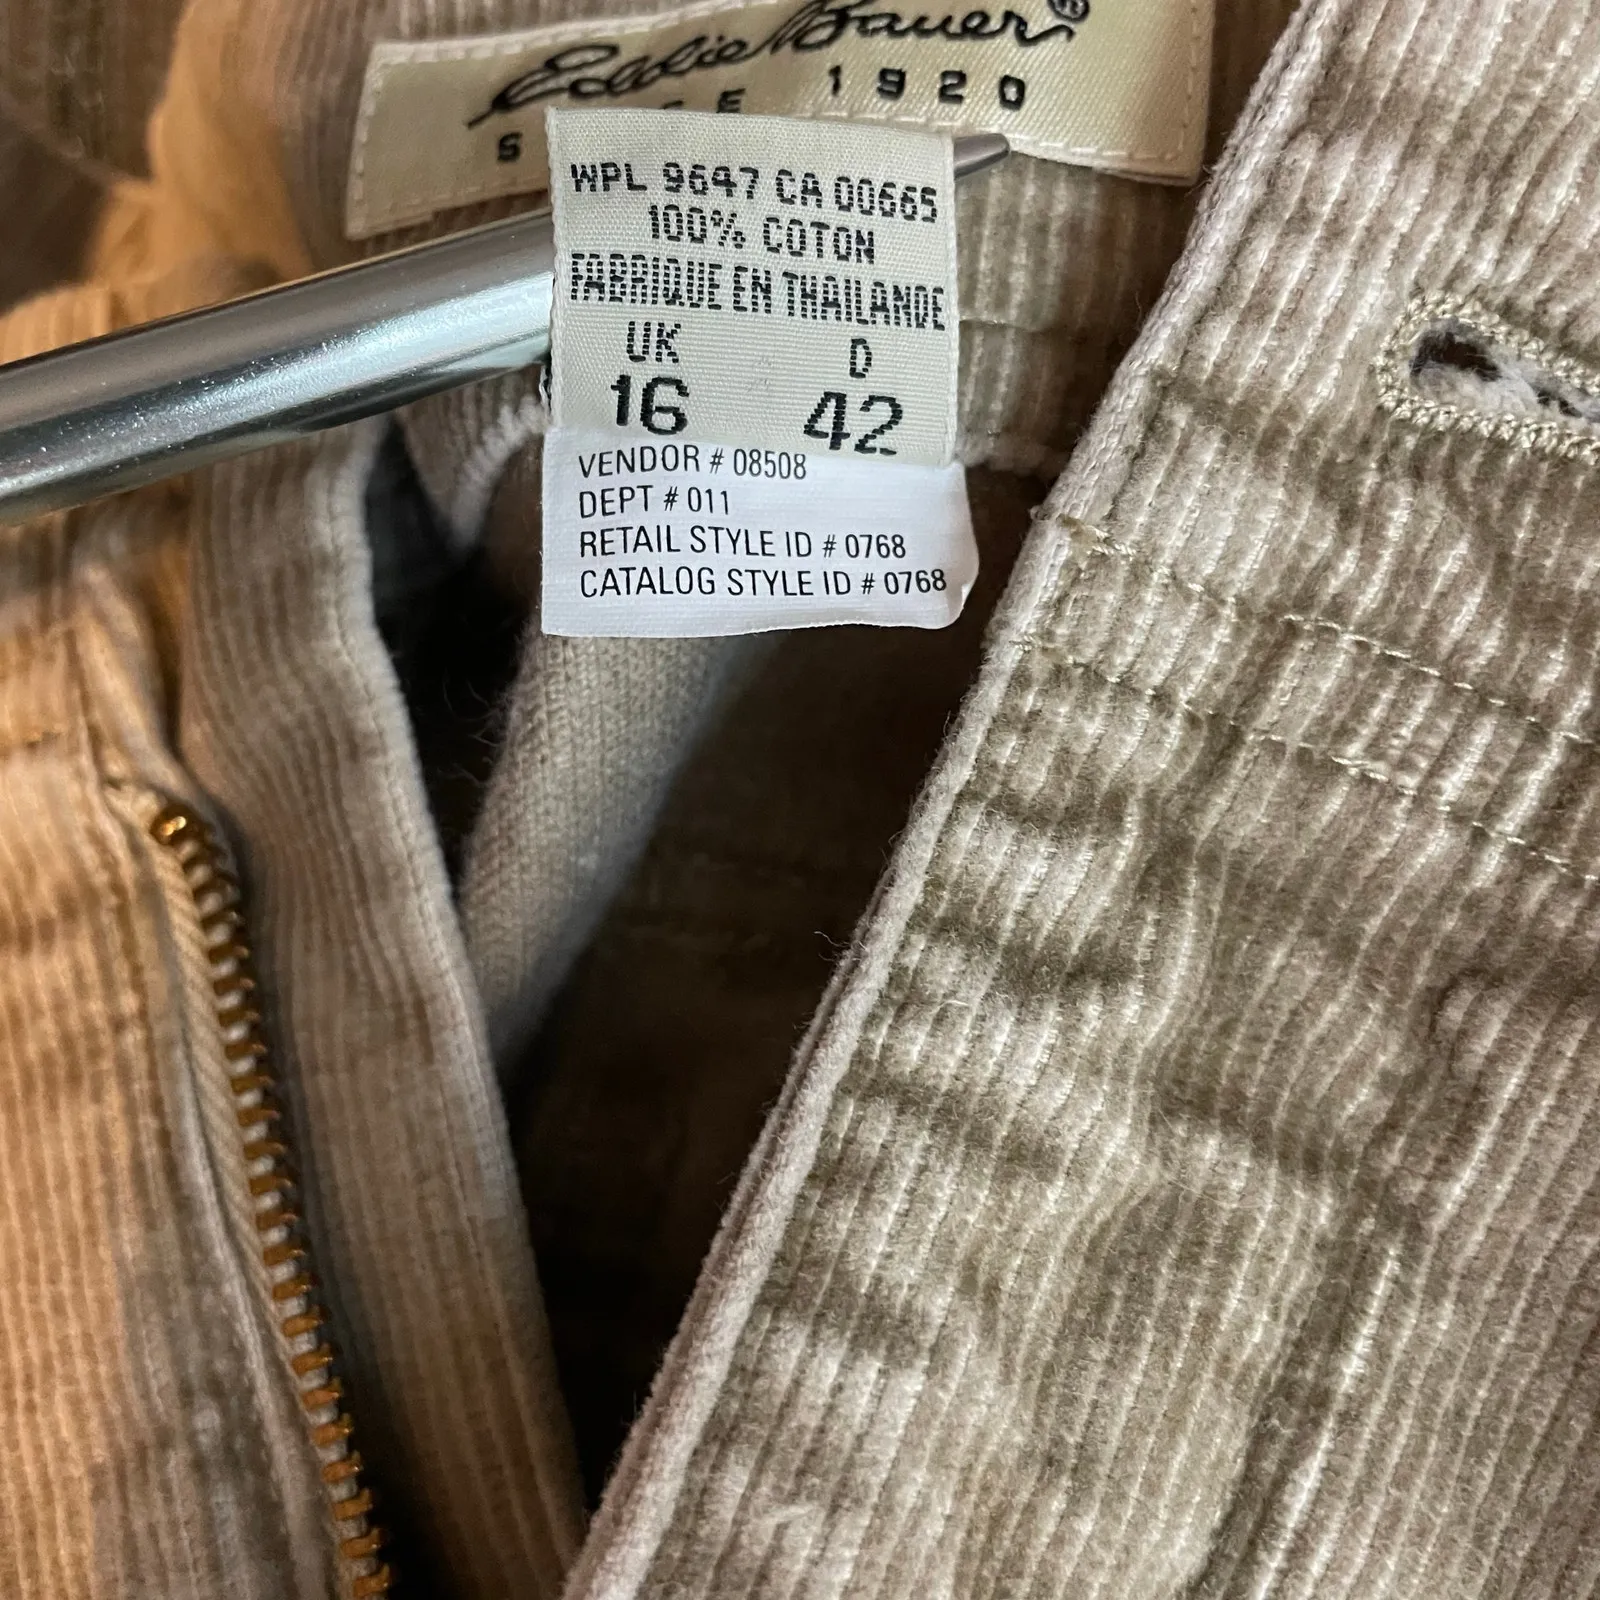 Eddie Bauer®
S CE 1920
WPL 9647 CA 00665
100% COTON
FABRIQUE EN THAILANDE
UK D
16 42
VENDOR # 08508
DEPT # 011
RETAIL STYLE ID # 0768
CATALOG STYLE ID # 0768